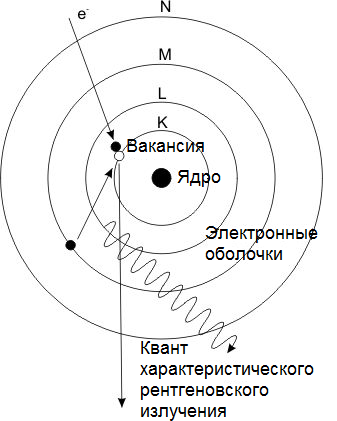 N
e-
M
L
K
Вакансия
Ядро
Электронные
оболочки
Квант
характеристического
рентгеновского
излучения